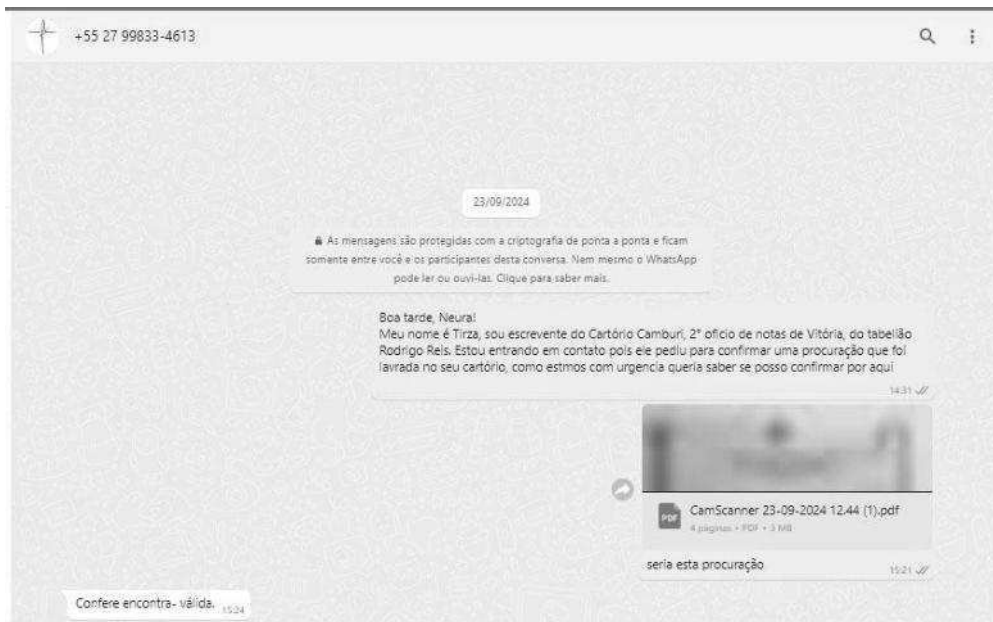 +55 27 99833-4613
23/09/2024
As mensagens são protegidas com a criptografia de ponta a ponta e ficam
somente entre você e os participantes desta conversa. Nem mesmo o WhatsApp
pode ler ou ouvi-las. Clique para saber mais.
Boa tarde, Neura!
Meu nome é Tirza, sou escrevente do Cartório Camburi, 2° oficio de notas de Vitória, do tabelião
Rodrigo Reis. Estou entrando em contato pois ele pediu para confirmar uma procuração que foi
lavrada no seu cartório, como estmos com urgencia queria saber se posso confirmar por aqui
14:31
PDF
CamScanner 23-09-2024 12.44 (1).pdf
4 páginas • PDF • 3 MB
seria esta procuração
15:21
Confere encontra- válida.
15:24